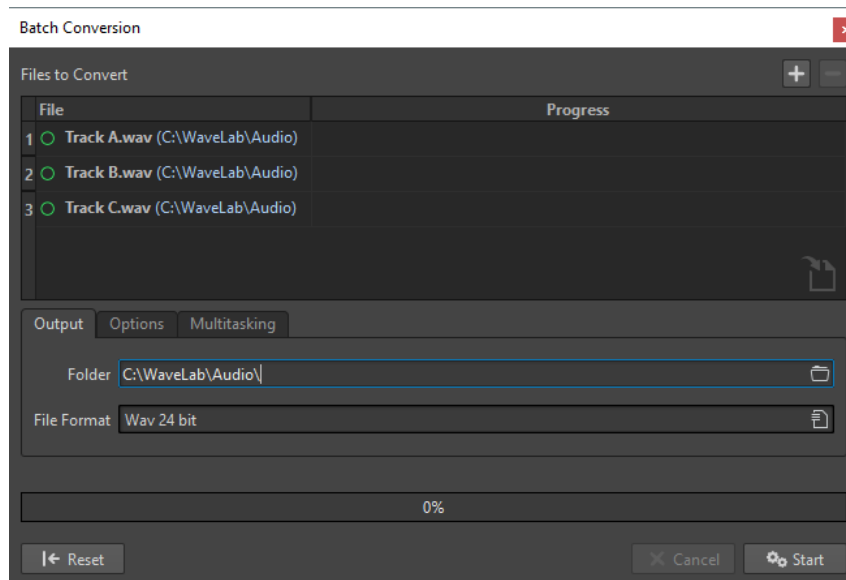 Batch Conversion
Files to Convert
File Progress
1 Track A.wav (C:\WaveLab\Audio)
2 Track B.wav (C:\WaveLab\Audio)
3 Track C.wav (C:\WaveLab\Audio)
Output Options Multitasking
Folder C:\WaveLab\Audio\
File Format Wav 24 bit
0%
Reset Cancel Start